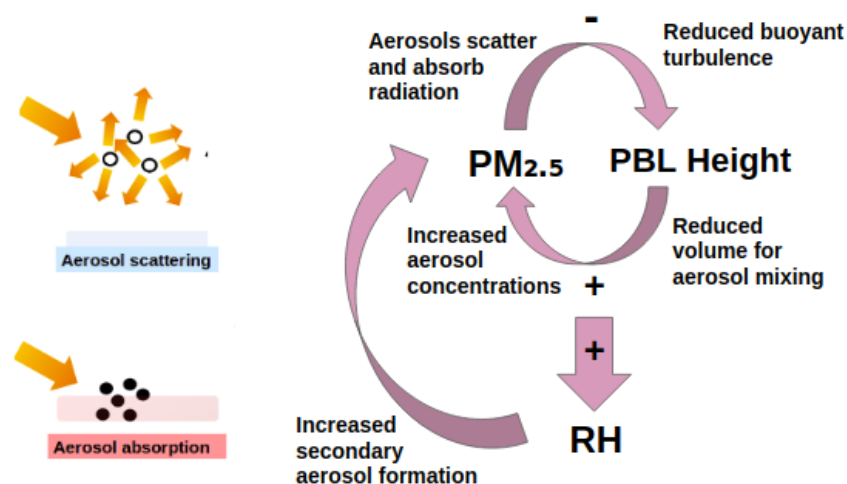 -
Aerosols scatter
and absorb
radiation
Reduced buoyant
turbulence
PM2.5
PBL Height
Increased
aerosol
concentrations
Reduced
volume for
aerosol mixing
+
+
RH
Increased
secondary
aerosol formation
Aerosol scattering
Aerosol absorption